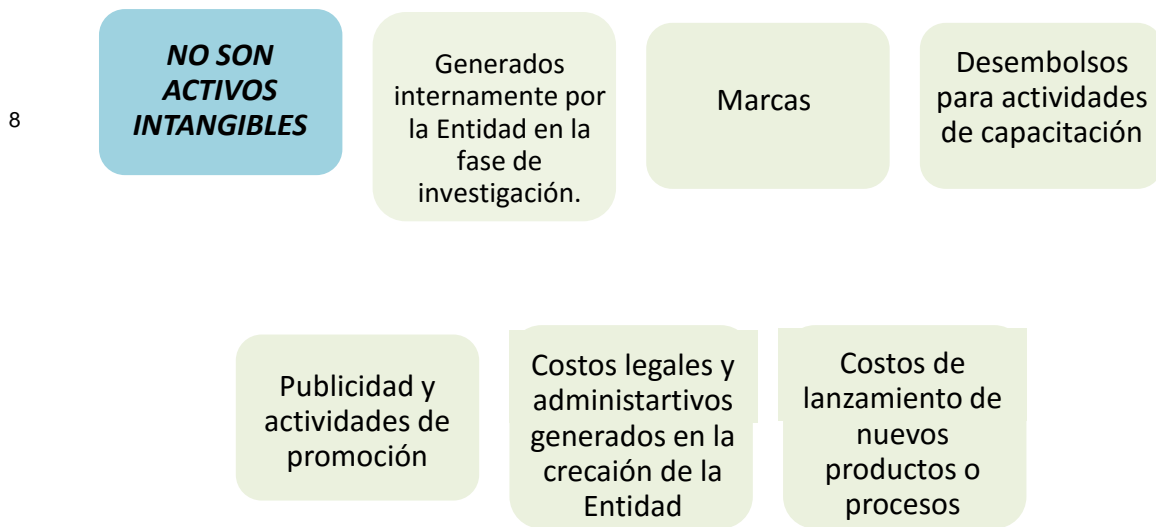 NO SON
ACTIVOS
INTANGIBLES
Generados
internamente por
la Entidad en la
fase de
investigación.
Marcas
Desembolsos
para actividades
de capacitación
8
Publicidad y
actividades de
promoción
Costos legales y
administartivos
generados en la
crecaión de la
Entidad
Costos de
lanzamiento de
nuevos
productos o
procesos